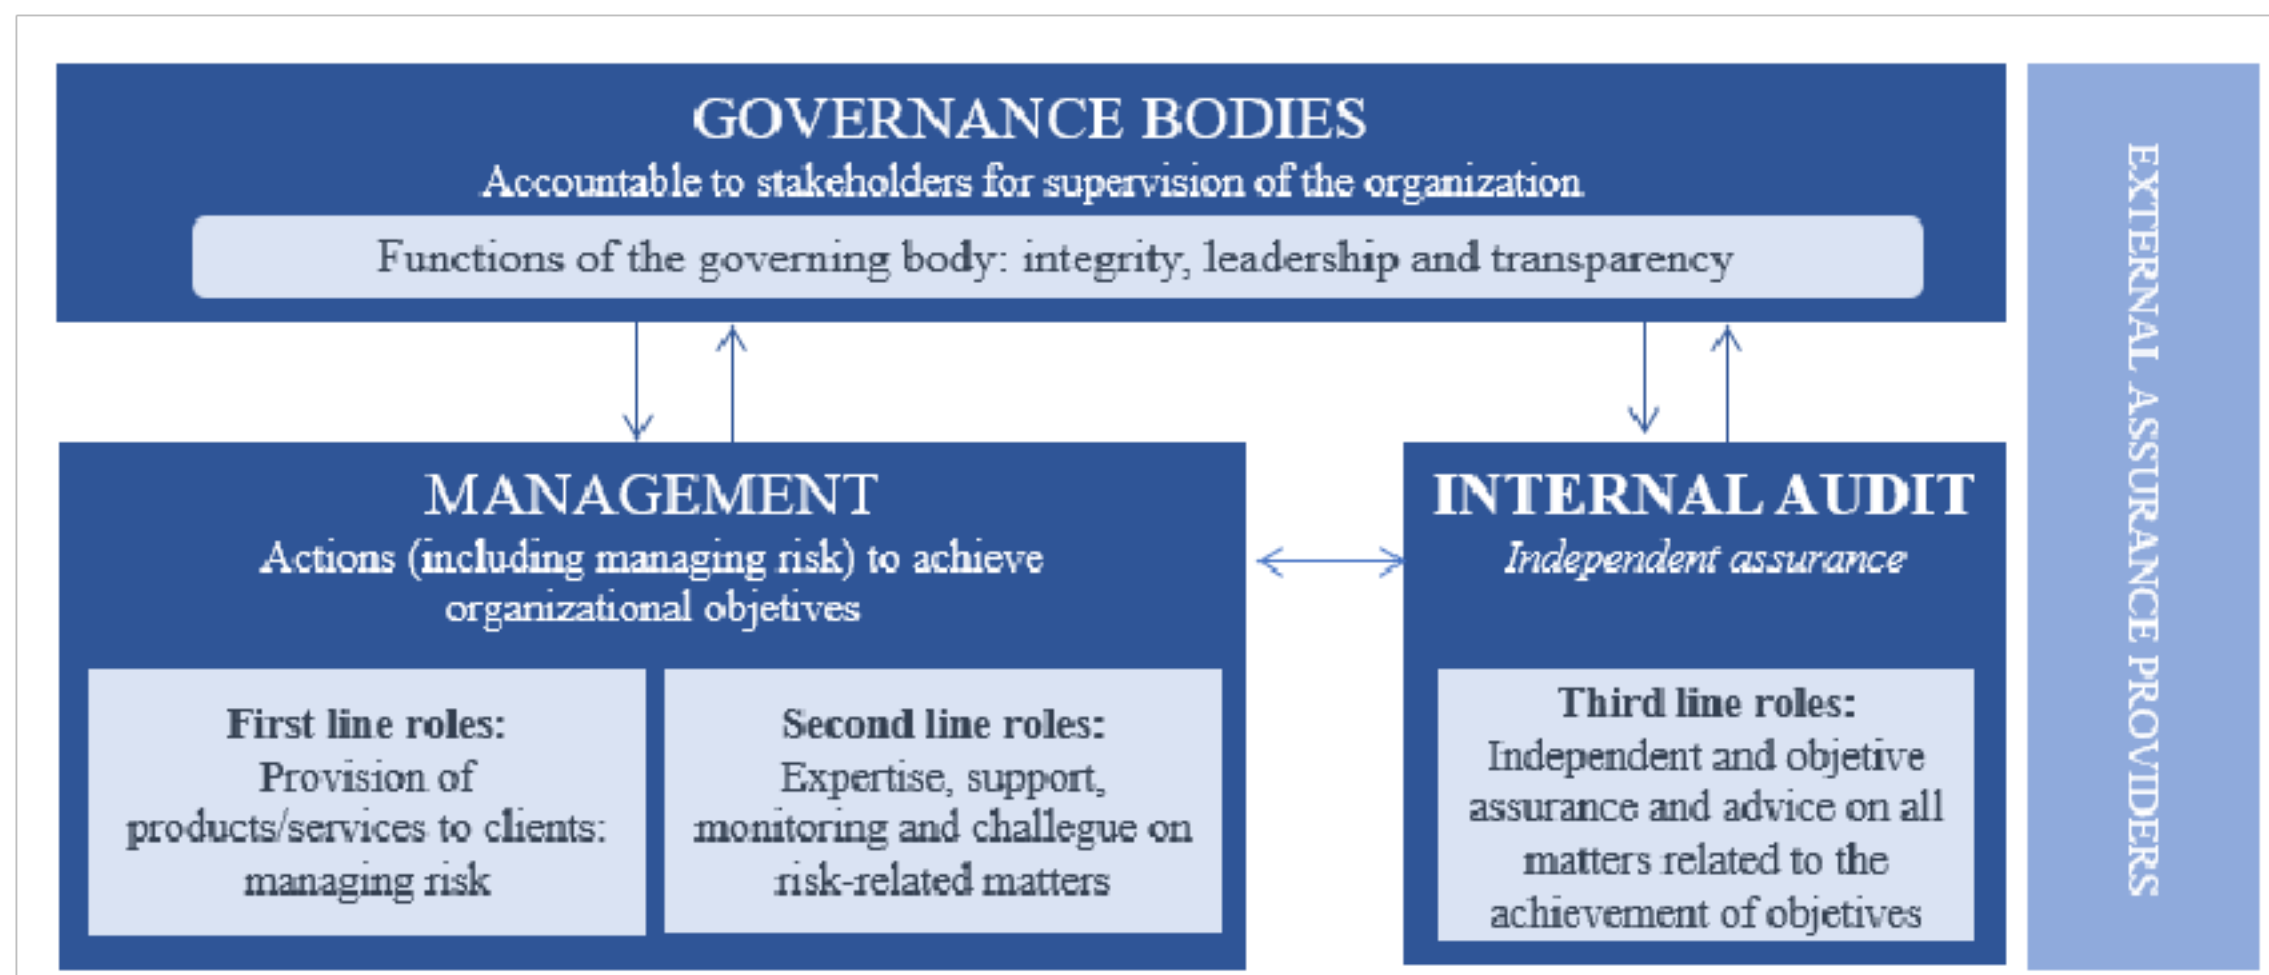 GOVERNANCE BODIES
Accountable to stakeholders for supervision of the organization
Functions of the governing body: integrity, leadership and transparency
MANAGEMENT
Actions (including managing risk) to achieve
organizational objetives
First line roles:
Provision of
products/services to clients:
managing risk
Second line roles:
Expertise, support,
monitoring and challegue on
risk-related matters
INTERNAL AUDIT
Independent assurance
Third line roles:
Independent and objetive
assurance and advice on all
matters related to the
achievement of objetives
EXTERNAL ASSURANCE PROVIDERS